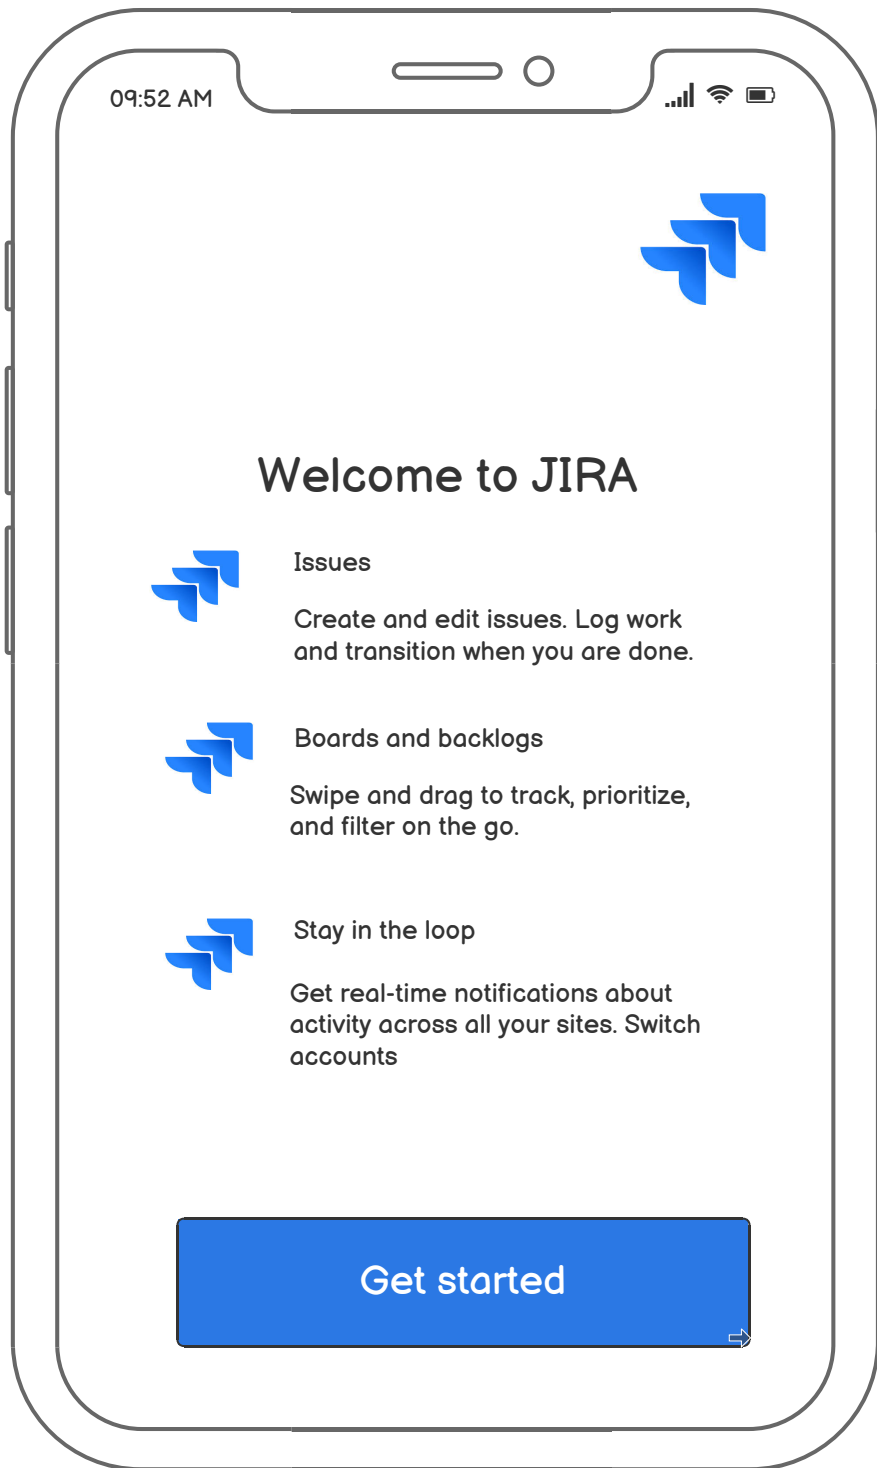 09:52 AM
Welcome to JIRA
Issues
Create and edit issues. Log work
and transition when you are done.
Boards and backlogs
Swipe and drag to track, prioritize,
and filter on the go.
Stay in the loop
Get real-time notifications about
activity across all your sites. Switch
accounts
Get started